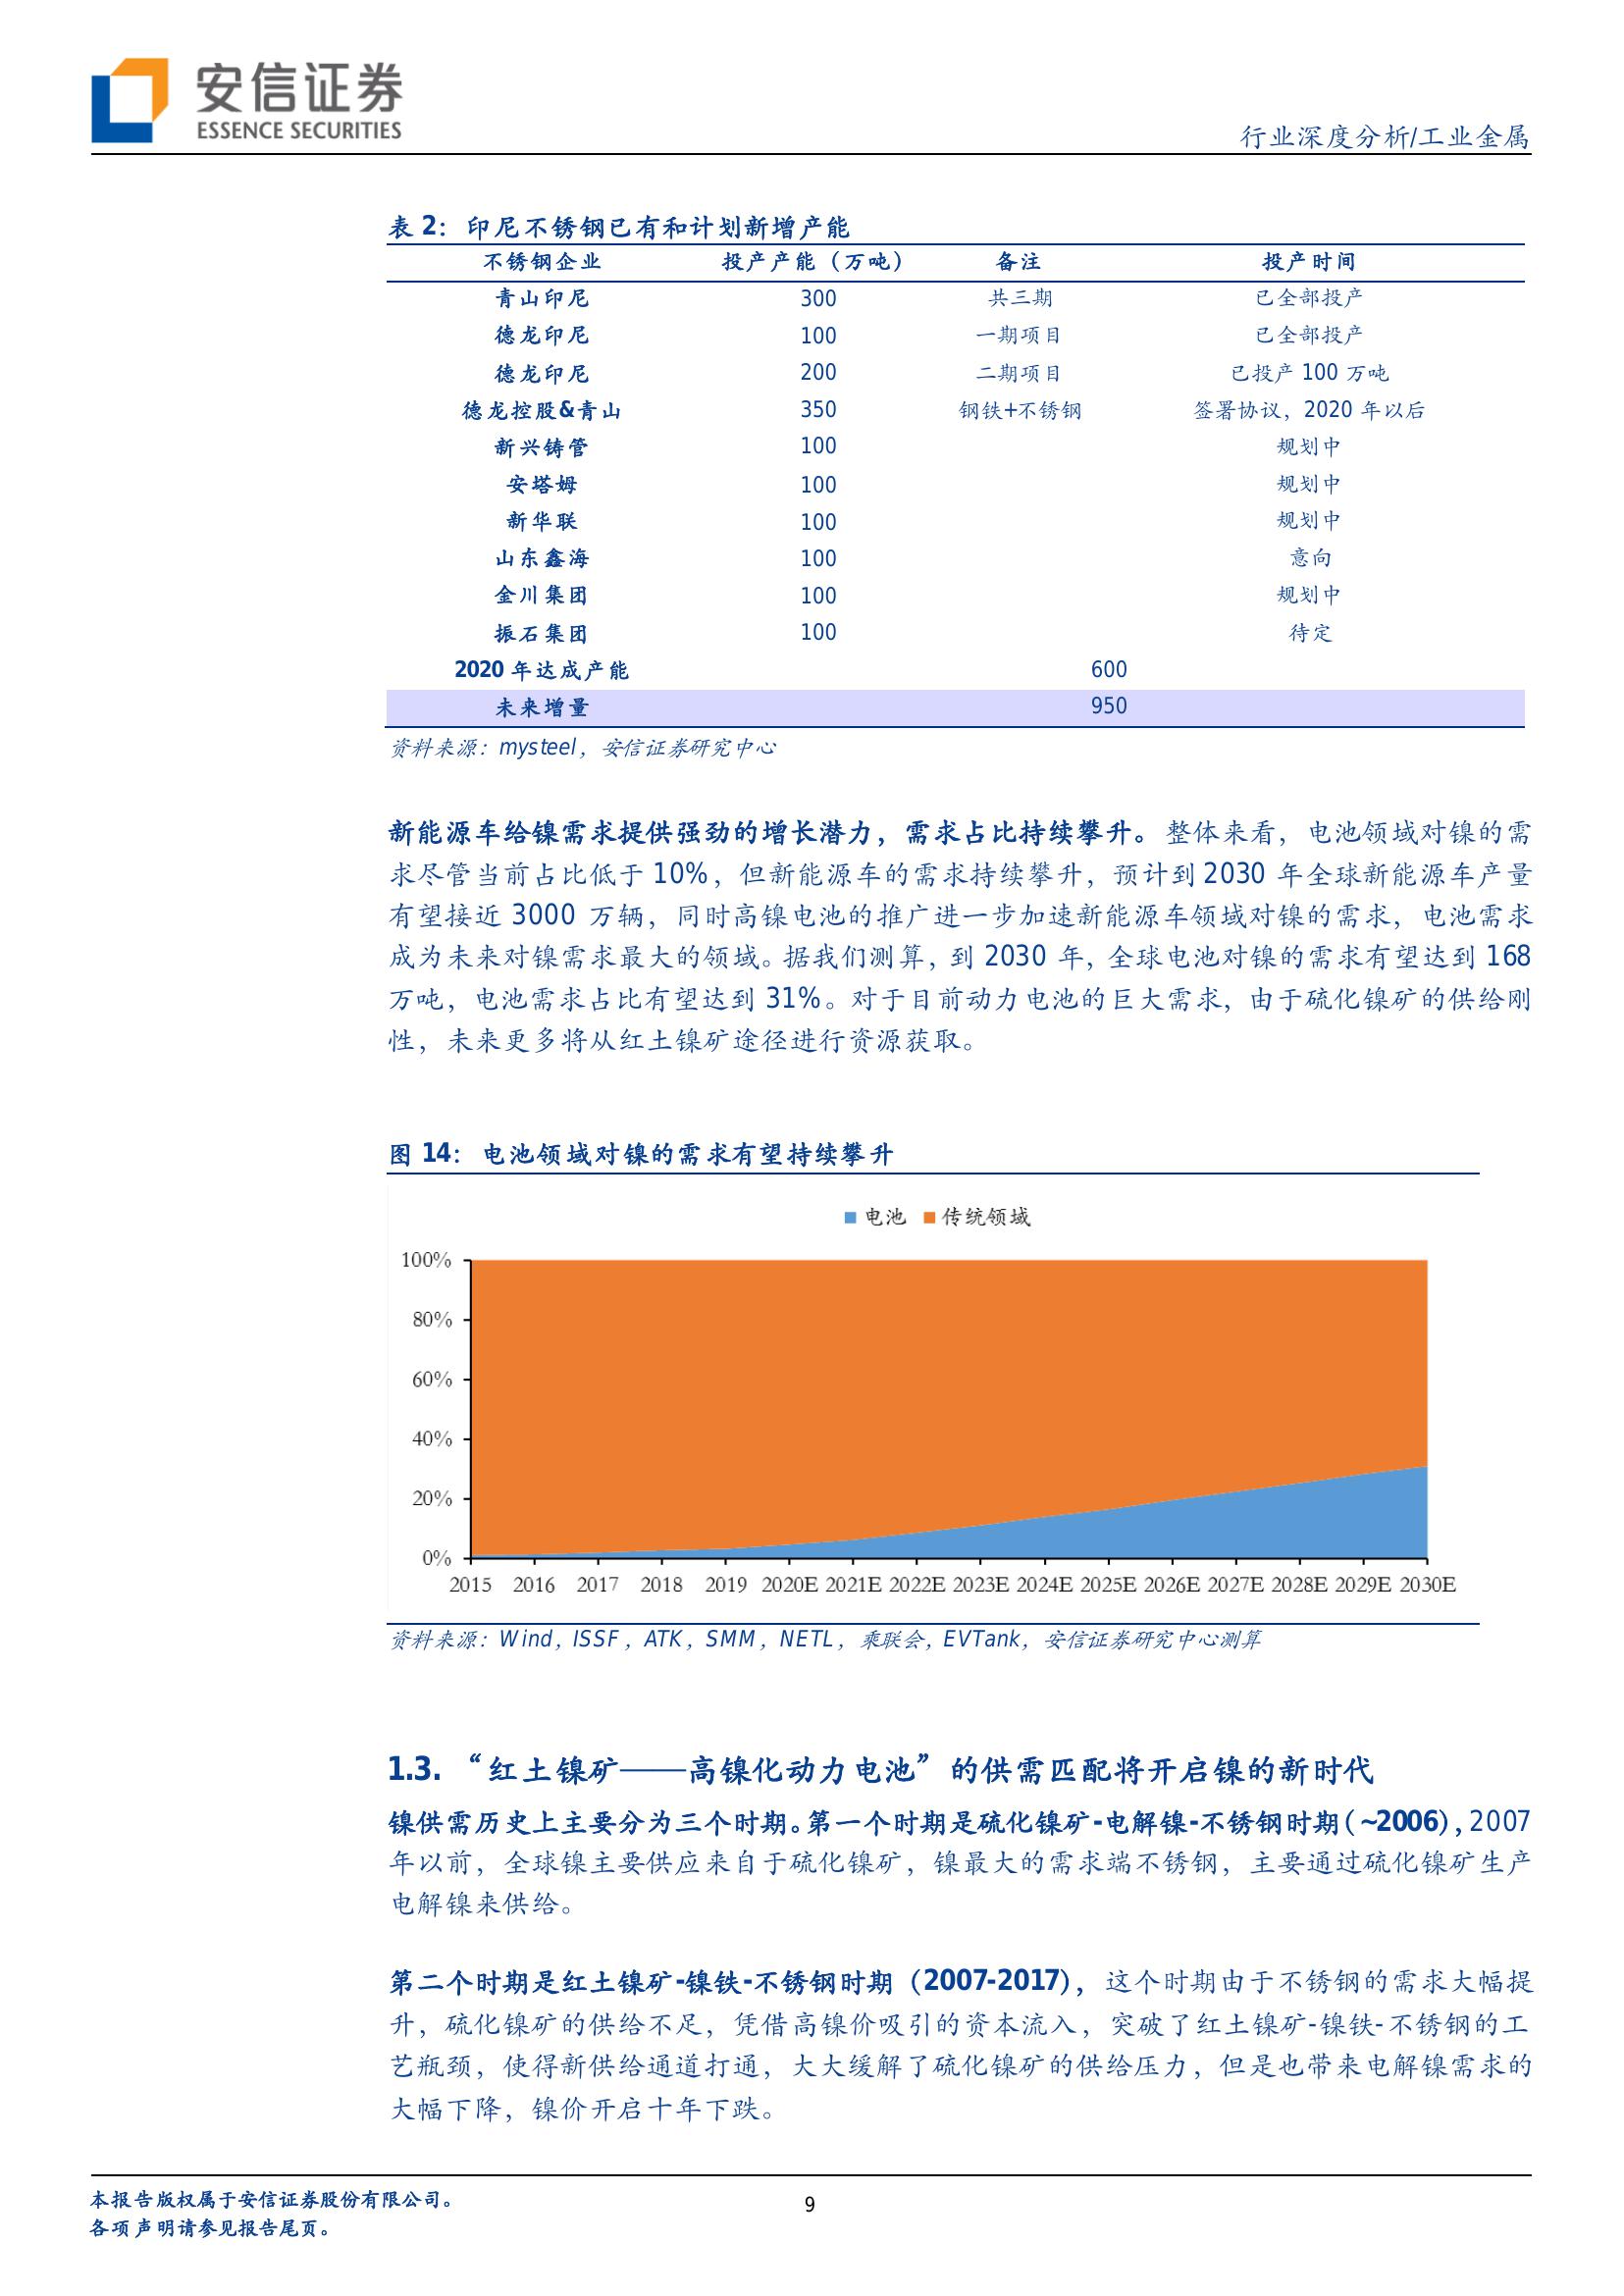 安信证券
ESSENCE SECURITIES
行业深度分析/工业金属
表 2：印尼不锈钢已有和计划新增产能
不锈钢企业 投产产能（万吨） 备注 投产时间
青山印尼 300 共三期 已全部投产
德龙印尼 100 一期项目 已全部投产
德龙印尼 200 二期项目 已投产 100 万吨
德龙控股&青山 350 钢铁+不锈钢 签署协议，2020 年以后
新兴铸管 100 规划中
安塔姆 100 规划中
新华联 100 规划中
山东鑫海 100 意向
金川集团 100 规划中
振石集团 100 待定
2020 年达成产能 600
未来增量 950
资料来源：mysteel，安信证券研究中心
新能源车给镍需求提供强劲的增长潜力，需求占比持续攀升。整体来看，电池领域对镍的需
求尽管当前占比低于 10%，但新能源车的需求持续攀升，预计到 2030 年全球新能源车产量
有望接近 3000 万辆，同时高镍电池的推广进一步加速新能源车领域对镍的需求，电池需求
成为未来对镍需求最大的领域。据我们测算，到 2030 年，全球电池对镍的需求有望达到 168
万吨，电池需求占比有望达到 31%。对于目前动力电池的巨大需求，由于硫化镍矿的供给刚
性，未来更多将从红土镍矿途径进行资源获取。
图 14：电池领域对镍的需求有望持续攀升
电池 传统领域
100%
80%
60%
40%
20%
0%
2015 2016 2017 2018 2019 2020E 2021E 2022E 2023E 2024E 2025E 2026E 2027E 2028E 2029E 2030E
资料来源：Wind，ISSF，ATK，SMM，NETL，乘联会，EVTank，安信证券研究中心测算
1.3. “红土镍矿——高镍化动力电池”的供需匹配将开启镍的新时代
镍供需历史上主要分为三个时期。第一个时期是硫化镍矿-电解镍-不锈钢时期（~2006），2007
年以前，全球镍主要供应来自于硫化镍矿，镍最大的需求端不锈钢，主要通过硫化镍矿生产
电解镍来供给。
第二个时期是红土镍矿-镍铁-不锈钢时期（2007-2017），这个时期由于不锈钢的需求大幅提
升，硫化镍矿的供给不足，凭借高镍价吸引的资本流入，突破了红土镍矿-镍铁-不锈钢的工
艺瓶颈，使得新供给通道打通，大大缓解了硫化镍矿的供给压力，但是也带来电解镍需求的
大幅下降，镍价开启十年下跌。
本报告版权属于安信证券股份有限公司。
9
各项声明请参见报告尾页。